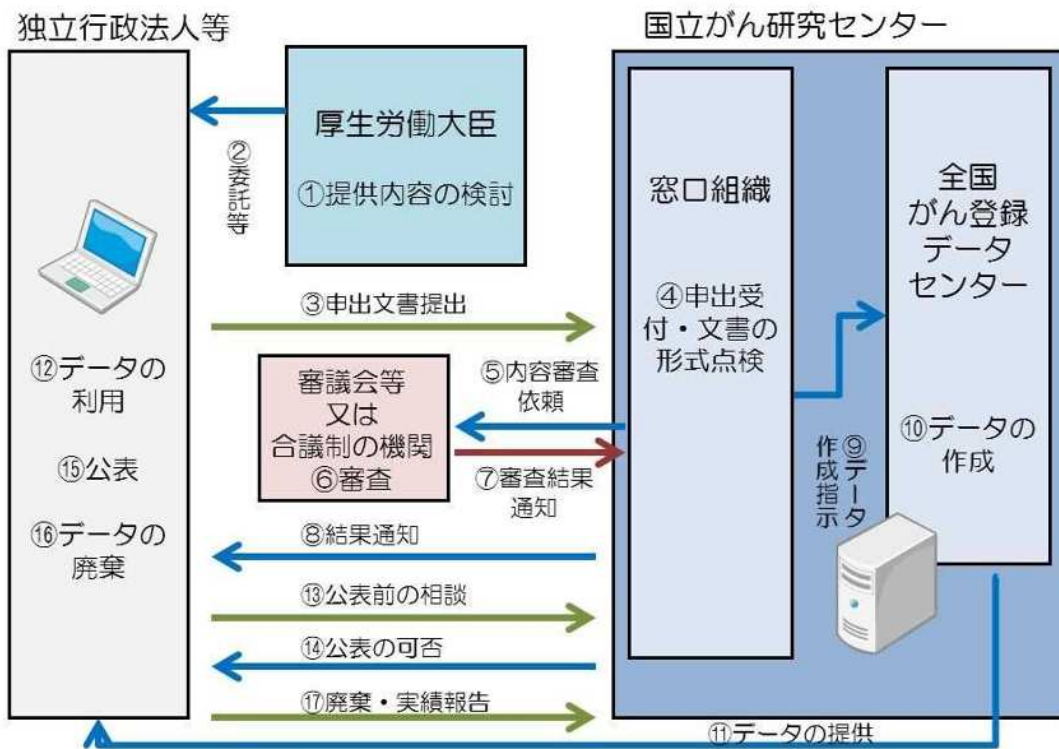 独立行政法人等
国立がん研究センター
厚生労働大臣
①提供内容の検討
②委託等
窓口組織
④申出受
付・文書の
形式点検
全国
がん登録
データ
センター
⑩データの
作成
③申出文書提出
⑤内容審査
依頼
審議会等
又は
合議制の機関
⑥審査
⑦審査結果
通知
⑨データ
作成指示
⑫データの
利用
⑮公表
⑯データの
廃棄
⑧結果通知
⑬公表前の相談
⑭公表の可否
⑰廃棄・実績報告
⑪データの提供